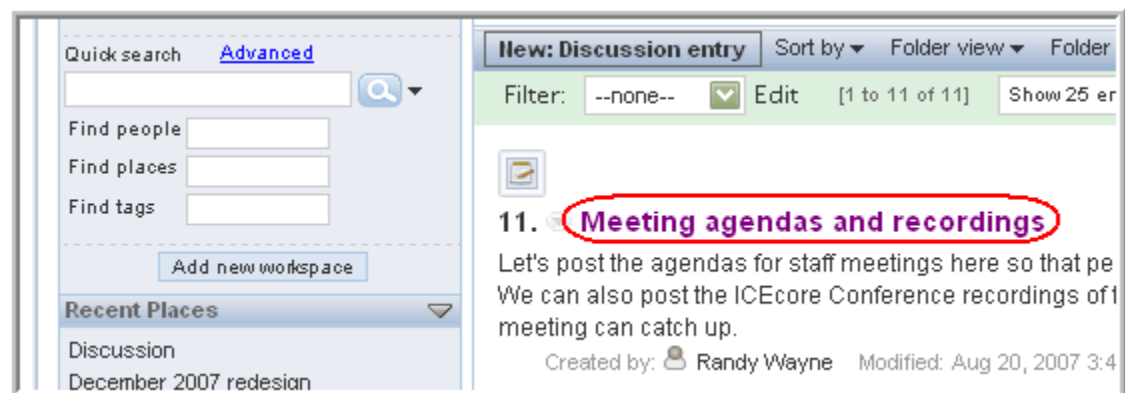 Quick search Advanced
Find people
Find places
Find tags
Add new workspace
Recent Places
Discussion
December 2007 redesign
New: Discussion entry Sort by Folder view Folder
Filter: --none-- Edit [1 to 11 of 11] Show 25 er
11. Meeting agendas and recordings
Let's post the agendas for staff meetings here so that pe
We can also post the ICEcore Conference recordings of
meeting can catch up.
Created by: Randy Wayne Modified: Aug 20, 2007 3:4